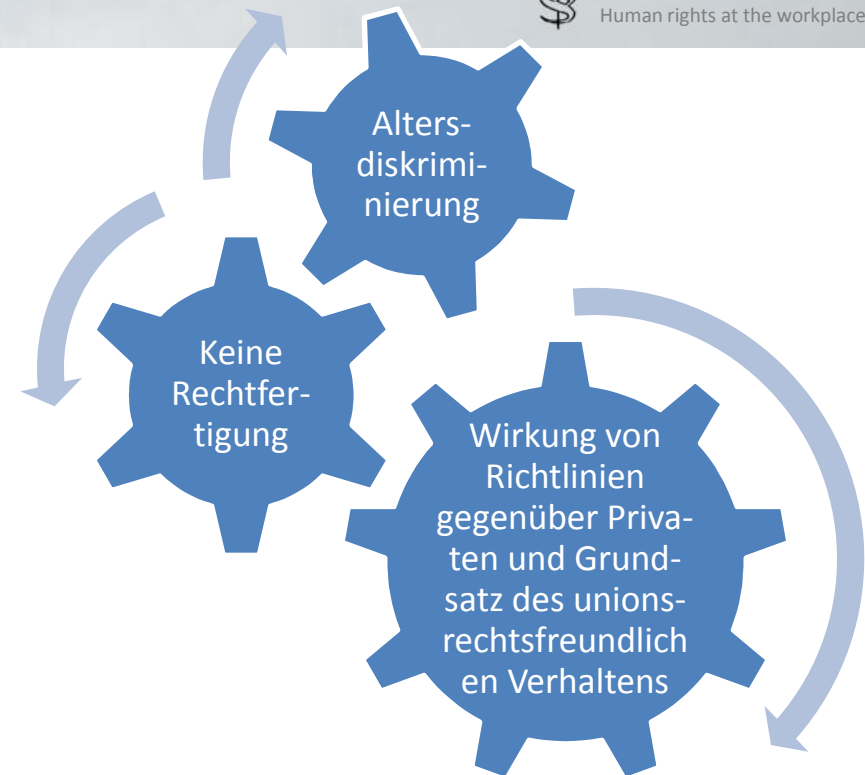 Human rights at the workplace
Alters-
diskrimi-
nierung
Keine
Rechtfer-
tigung
Wirkung von
Richtlinien
gegenüber Priva-
ten und Grund-
satz des unions-
rechtsfreundlich
en Verhaltens